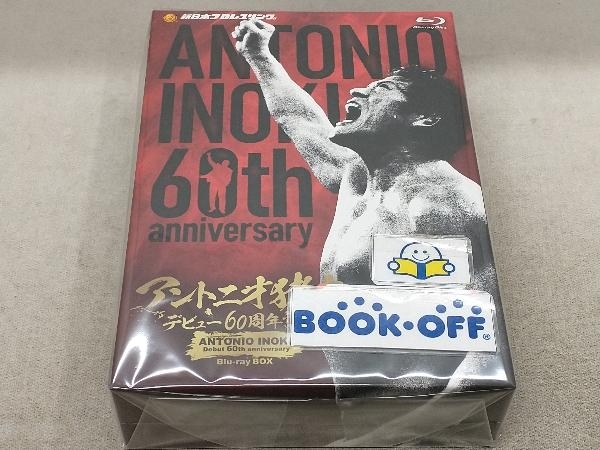 新日本プロレスリング
Blu-ray Disc
ANTONIO
INOKI
60th
anniversary
アントニオ猪
デビュー60周年
ANTONIO INOKI
Debut 60th anniversary
Blu-ray BOX
BOOK·OFF®